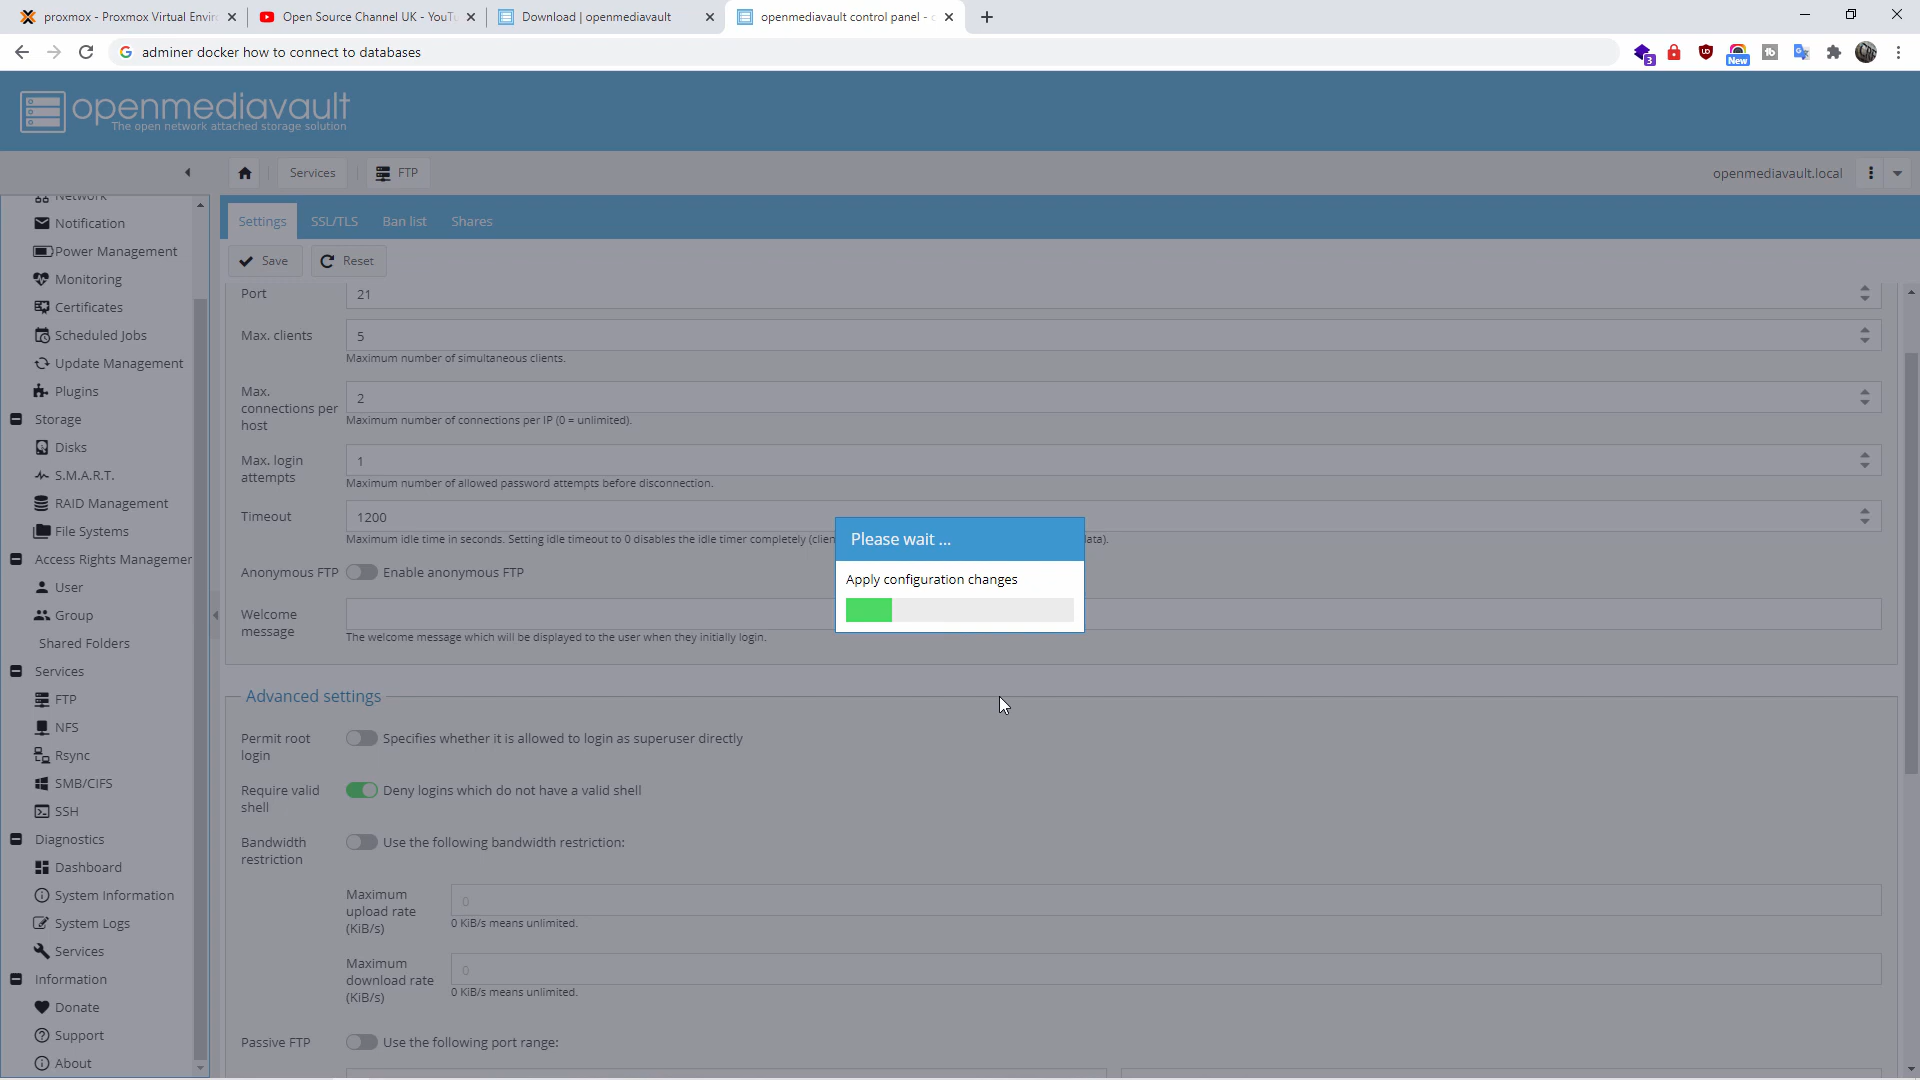 proxmox - Proxmox Virtual Envir
Open Source Channel UK - YouTu
Download | openmediavault
openmediavault control panel - o
adminer docker how to connect to databases
3
New
openmediavault
The open network attached storage solution
Services
FTP
openmediavault.local
Network
Notification
Power Management
Monitoring
Certificates
Scheduled Jobs
Update Management
Plugins
Storage
Disks
S.M.A.R.T.
RAID Management
File Systems
Access Rights Managemer
User
Group
Shared Folders
Services
FTP
NFS
Rsync
SMB/CIFS
SSH
Diagnostics
Dashboard
System Information
System Logs
Services
Information
Donate
Support
About
Settings
SSL/TLS
Ban list
Shares
Save
Reset
Port
21
Max. clients
5
Maximum number of simultaneous clients.
Max.
connections per
host
2
Maximum number of connections per IP (0 = unlimited).
Max. login
attempts
1
Maximum number of allowed password attempts before disconnection.
Timeout
1200
Maximum idle time in seconds. Setting idle timeout to 0 disables the idle timer completely (clien
ata).
Anonymous FTP
Enable anonymous FTP
Welcome
message
The welcome message which will be displayed to the user when they initially login.
Please wait ...
Apply configuration changes
Advanced settings
Permit root
login
Specifies whether it is allowed to login as superuser directly
Require valid
shell
Deny logins which do not have a valid shell
Bandwidth
restriction
Use the following bandwidth restriction:
Maximum
upload rate
(KiB/s)
0
0 KiB/s means unlimited.
Maximum
download rate
(KiB/s)
0
0 KiB/s means unlimited.
Passive FTP
Use the following port range: